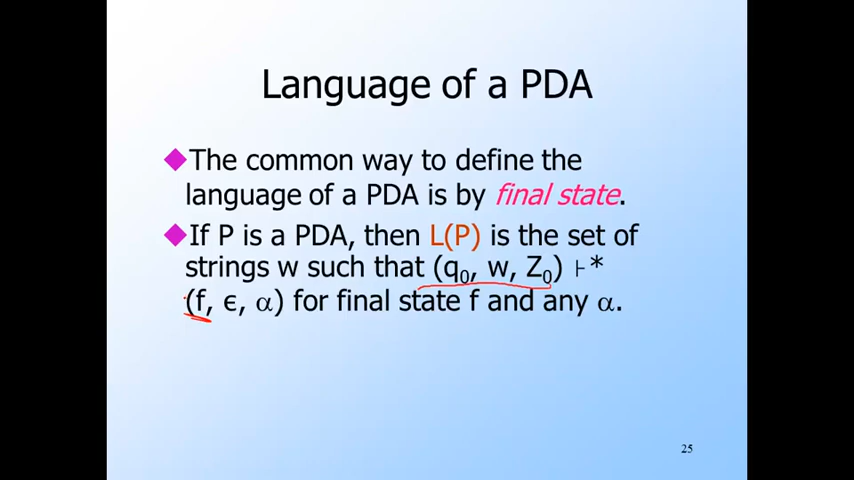 Language of a PDA
The common way to define the
language of a PDA is by final state.
If P is a PDA, then L(P) is the set of
strings w such that (q₀, w, Z₀) ⊦*
(f, ϵ, α) for final state f and any α.
25